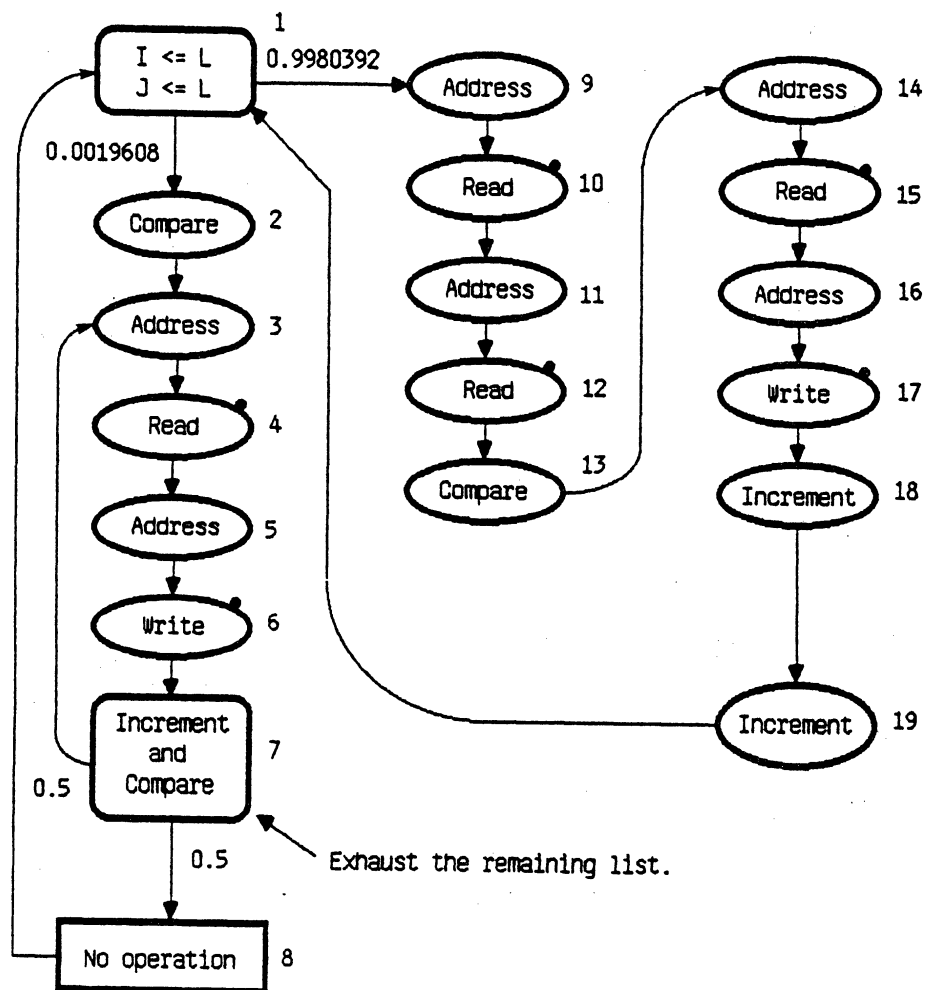 1
I <= L
J <= L
0.9980392
0.0019608
Compare
2
Address
3
Read
4
Address
5
Write
6
Increment
and
Compare
7
0.5
0.5
Exhaust the remaining list.
No operation
8
Address
9
Read
10
Address
11
Read
12
Compare
13
Address
14
Read
15
Address
16
Write
17
Increment
18
Increment
19